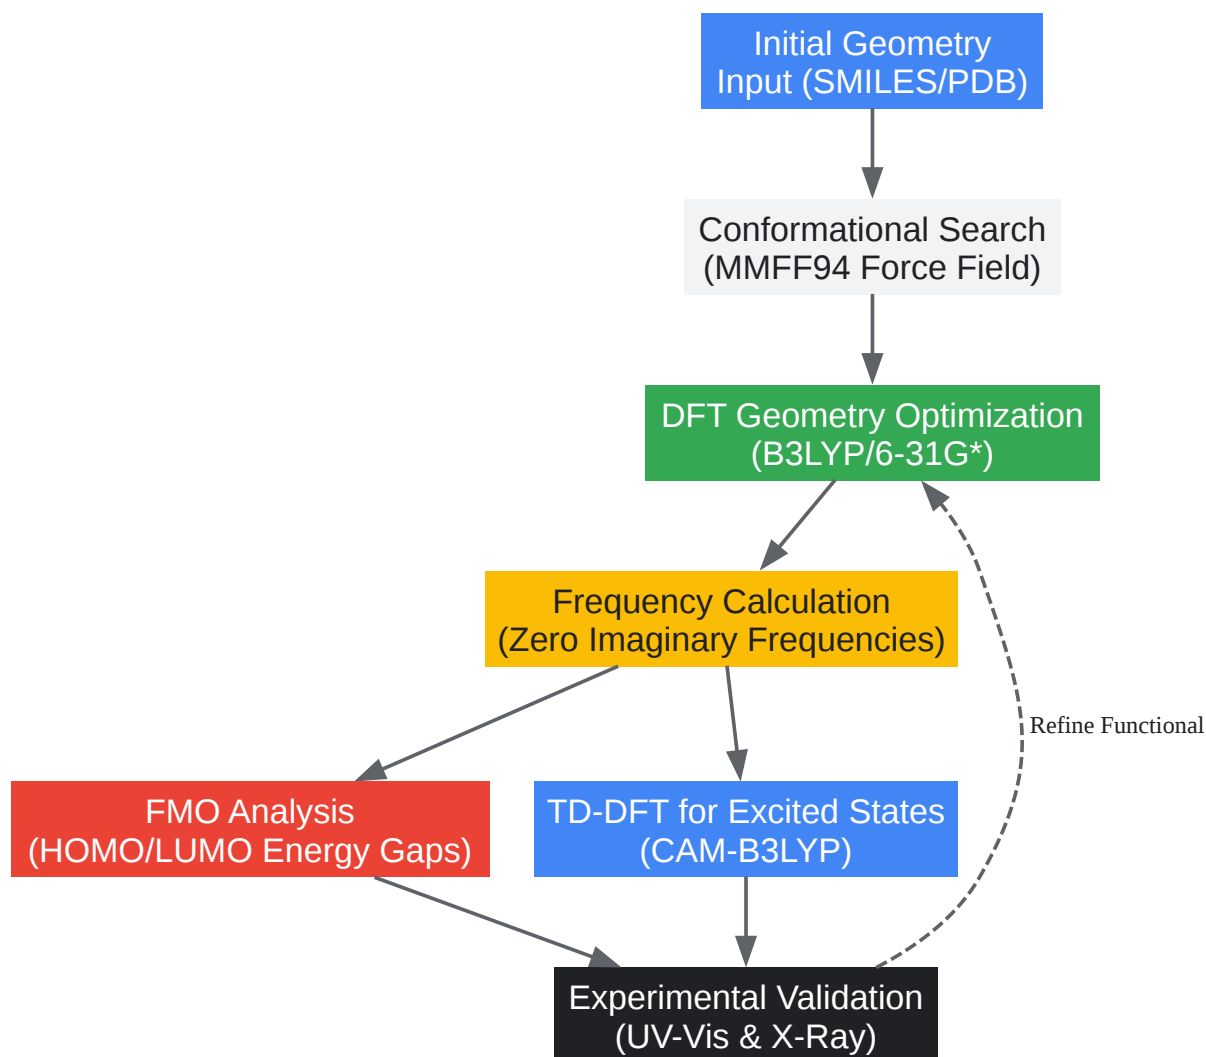 Initial Geometry
Input (SMILES/PDB)
Conformational Search
(MMFF94 Force Field)
DFT Geometry Optimization
(B3LYP/6-31G*)
Frequency Calculation
(Zero Imaginary Frequencies)
Refine Functional
FMO Analysis
(HOMO/LUMO Energy Gaps)
TD-DFT for Excited States
(CAM-B3LYP)
Experimental Validation
(UV-Vis & X-Ray)